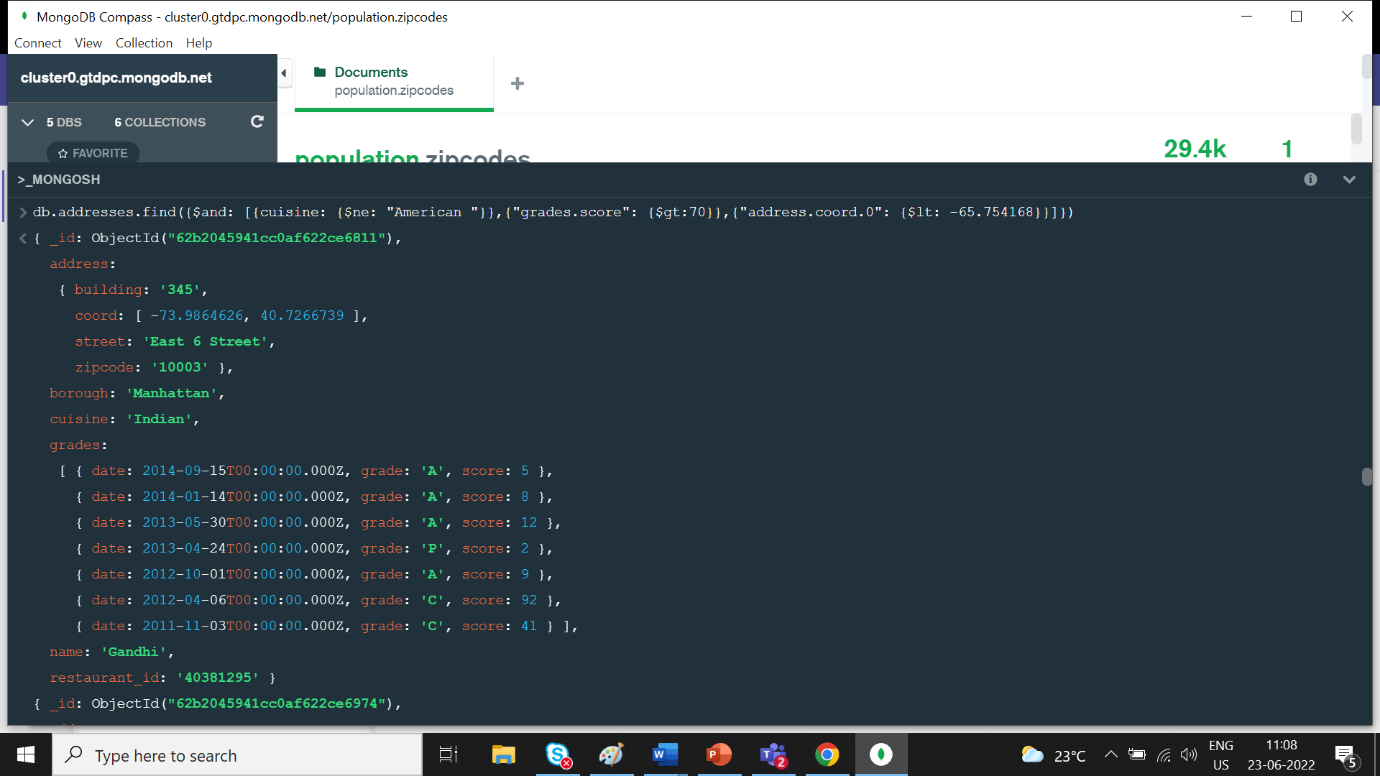 MongoDB Compass - cluster0.gtdpc.mongodb.net/population.zipcodes
Connect View Collection Help
cluster0.gtdpc.mongodb.net
Documents
population.zipcodes
5 DBS 6 COLLECTIONS
FAVORITE
population.zipcodes
29.4k 1
>_MONGOSH
db.addresses.find({$and: [{cuisine: {$ne: "American "}},{"grades.score": {$gt:70}},{"address.coord.0": {$lt: -65.754168}}]})
{ _id: ObjectId("62b2045941cc0af622ce6811"),
address:
{ building: '345',
coord: [ -73.9864626, 40.7266739 ],
street: 'East 6 Street',
zipcode: '10003' },
borough: 'Manhattan',
cuisine: 'Indian',
grades:
[ { date: 2014-09-15T00:00:00.000Z, grade: 'A', score: 5 },
{ date: 2014-01-14T00:00:00.000Z, grade: 'A', score: 8 },
{ date: 2013-05-30T00:00:00.000Z, grade: 'A', score: 12 },
{ date: 2013-04-24T00:00:00.000Z, grade: 'P', score: 2 },
{ date: 2012-10-01T00:00:00.000Z, grade: 'A', score: 9 },
{ date: 2012-04-06T00:00:00.000Z, grade: 'C', score: 92 },
{ date: 2011-11-03T00:00:00.000Z, grade: 'C', score: 41 } ],
name: 'Gandhi',
restaurant_id: '40381295' }
{ _id: ObjectId("62b2045941cc0af622ce6974"),
Type here to search
23°C
ENG
US
11:08
23-06-2022
5
2